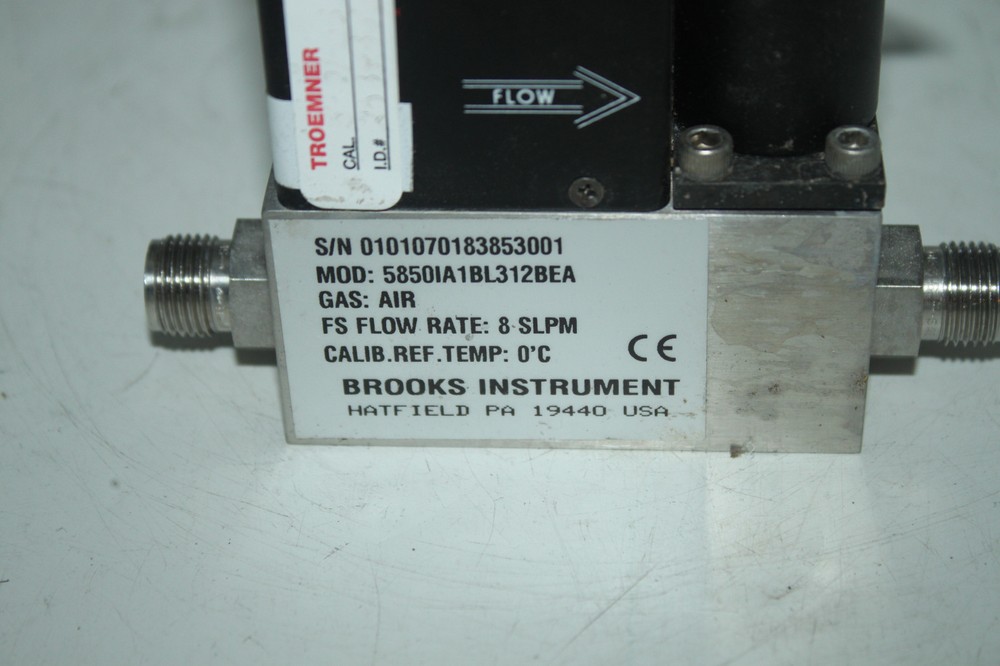 TROEMNER
CAL.
I.D.#
FLOW
S/N 0101070183853001
MOD: 5850IA1BL312BEA
GAS: AIR
FS FLOW RATE: 8 SLPM
CALIB.REF.TEMP: 0'C
CE
BROOKS INSTRUMENT
HATFIELD PA 19440 USA